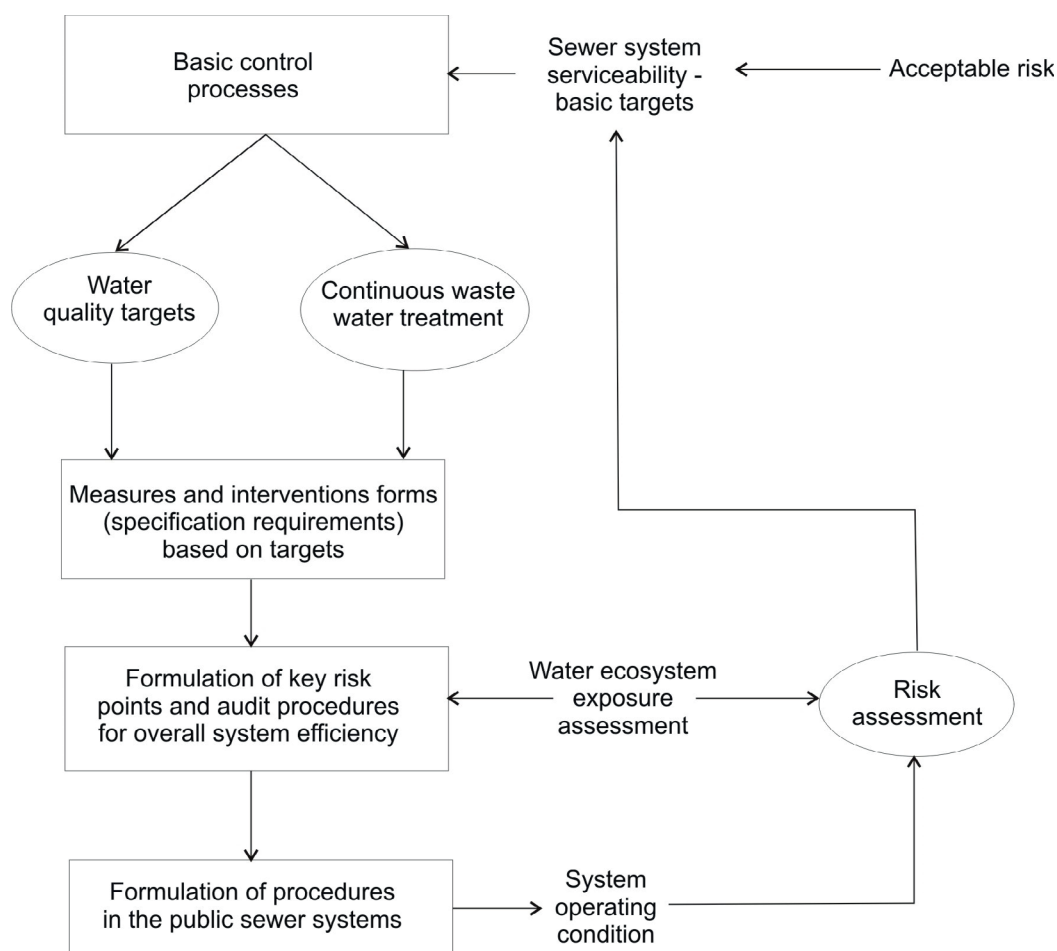 Basic control
processes
Sewer system
serviceability -
basic targets
Acceptable risk
Water
quality targets
Continuous waste
water treatment
Measures and interventions forms
(specification requirements)
based on targets
Formulation of key risk
points and audit procedures
for overall system efficiency
Water ecosystem
exposure
assessment
Risk
assessment
Formulation of procedures
in the public sewer systems
System
operating
condition